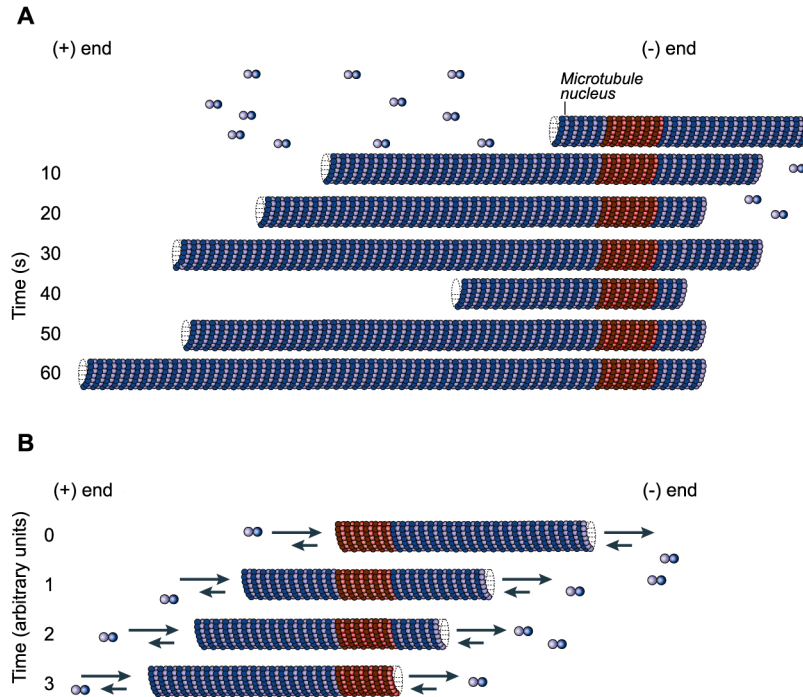 A
(+) end
(-) end
Microtubule
nucleus
10
20
30
40
50
60
Time (s)
B
(+) end
(-) end
0
1
2
3
Time (arbitrary units)